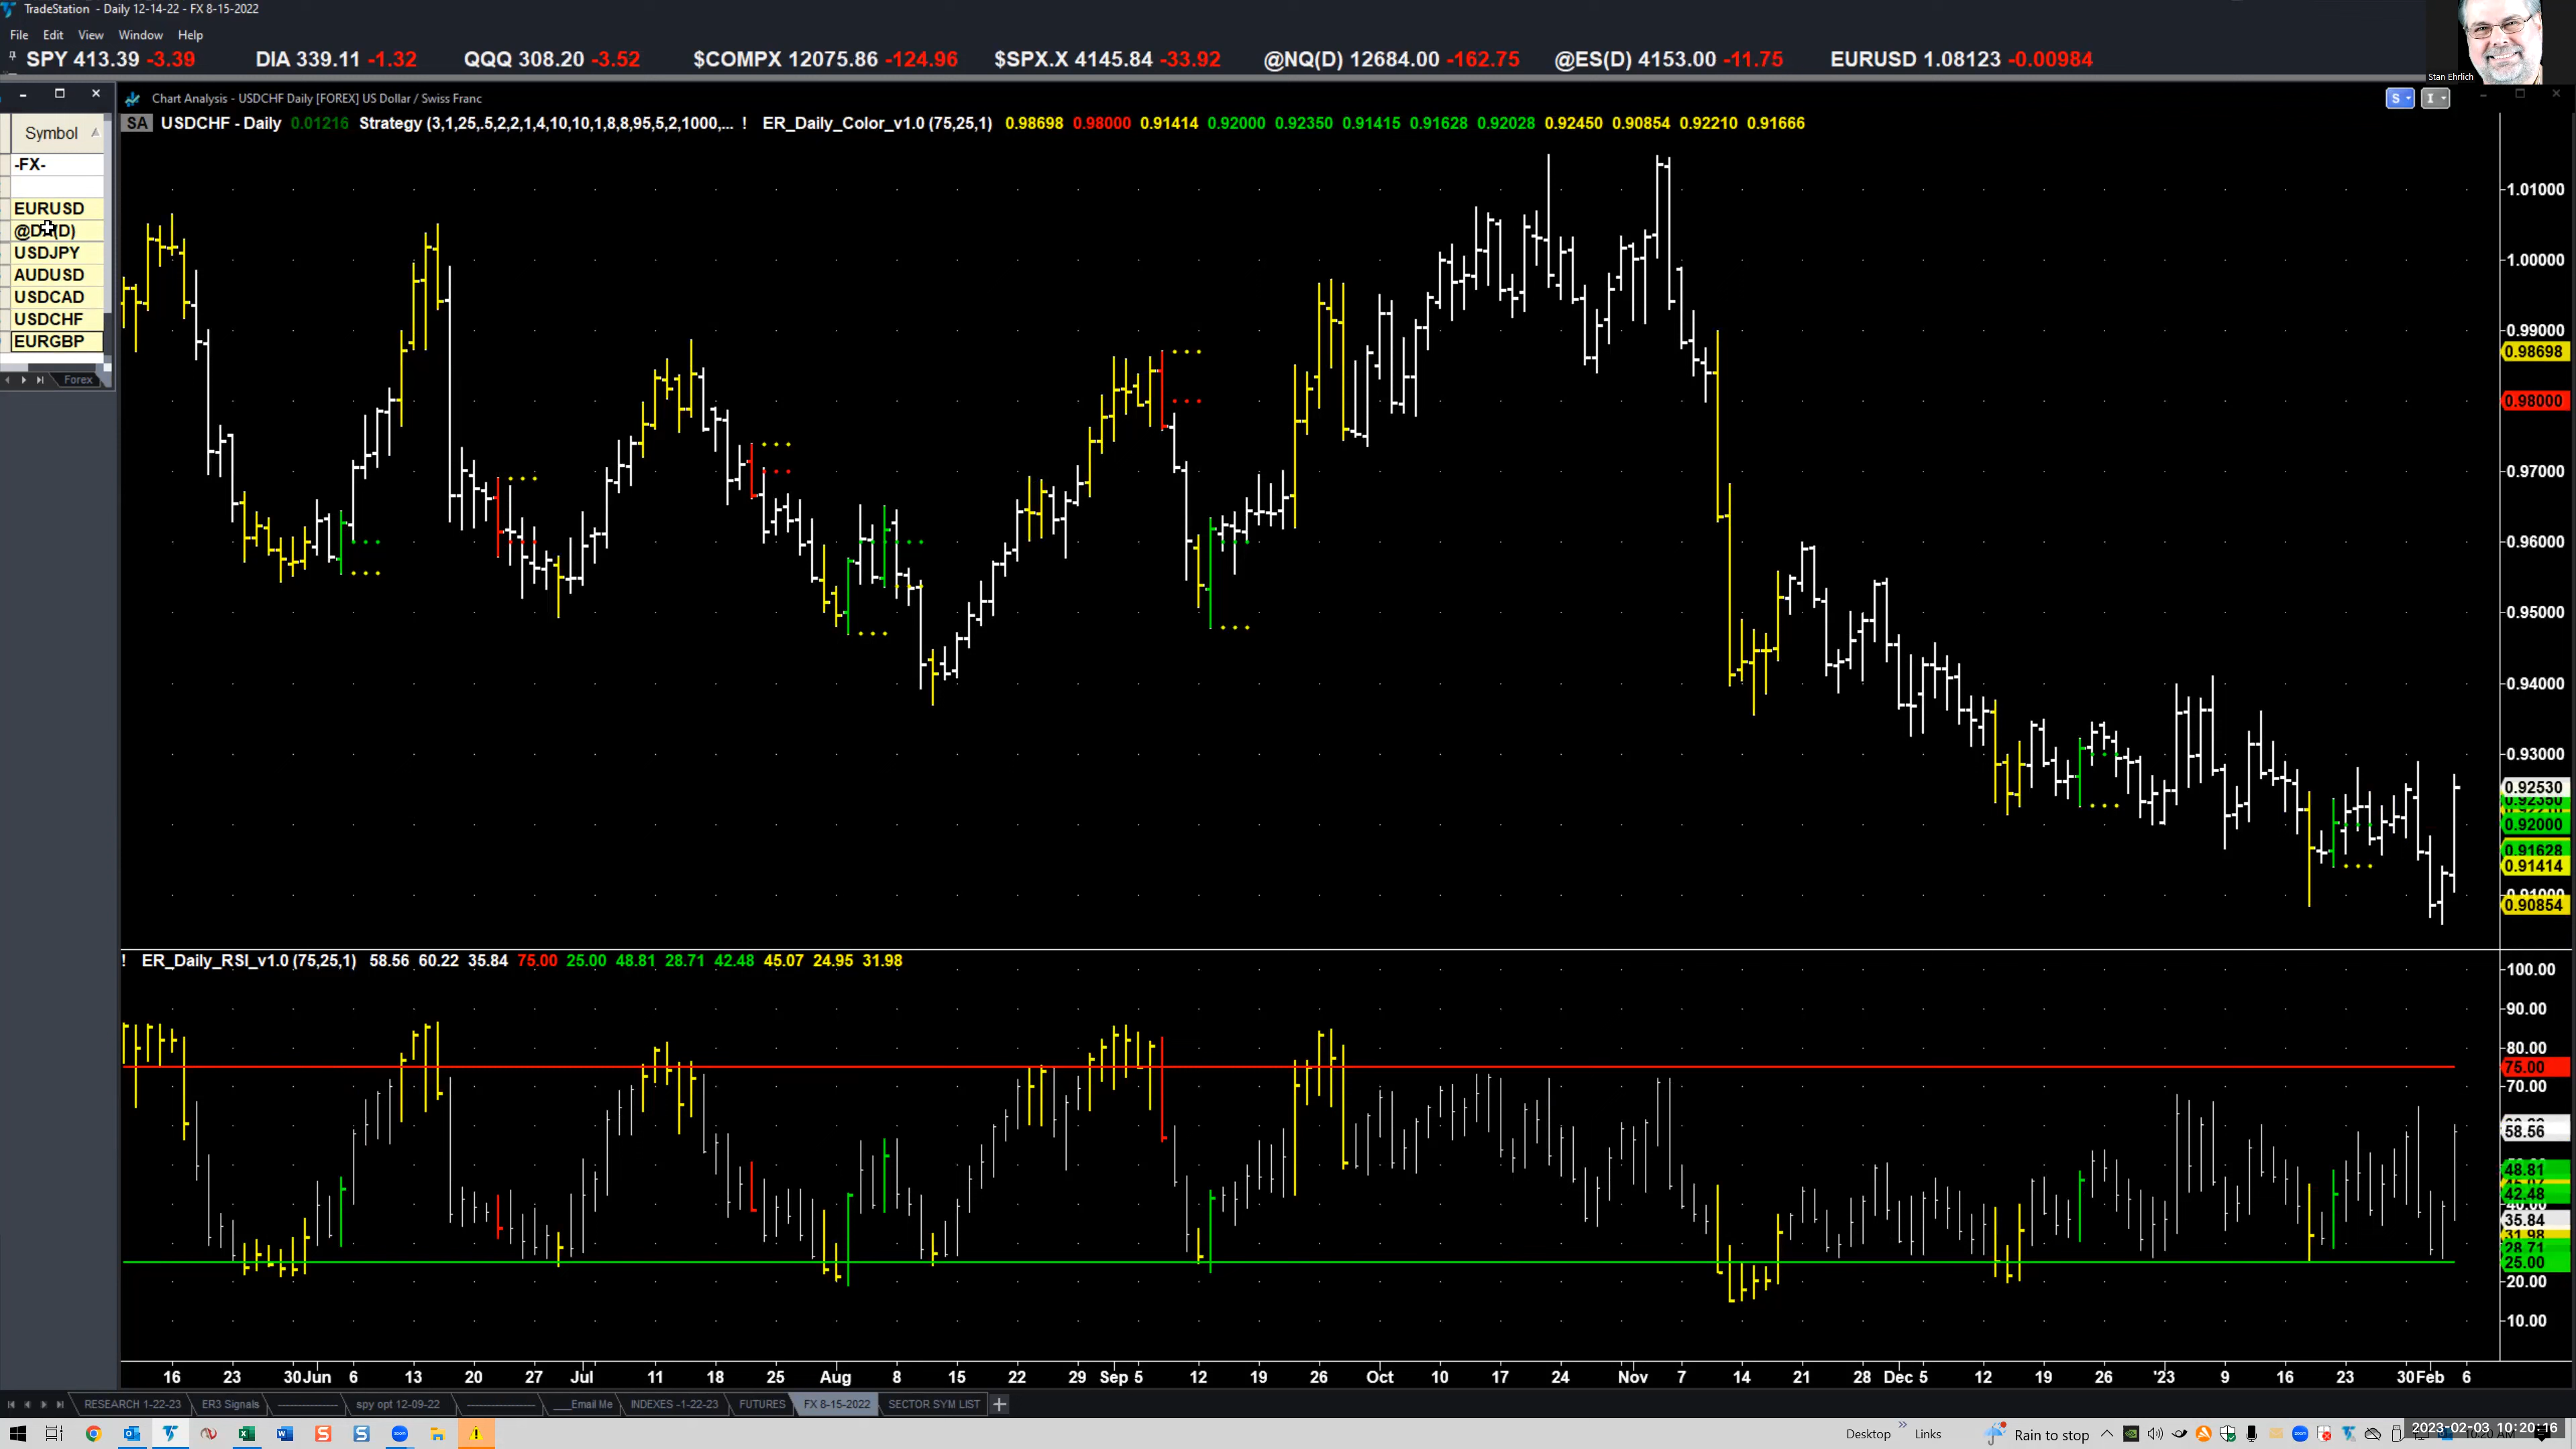 TradeStation - Daily 12-14-22 - FX 8-15-2022
File Edit View Window Help
SPY 413.39 -3.39 DIA 339.11 -1.32 QQQ 308.20 -3.52 $COMPX 12075.86 -124.96 $SPX.X 4145.84 -33.92 @NQ(D) 12684.00 -162.75 @ES(D) 4153.00 -11.75 EURUSD 1.08123 -0.00984
Stan Ehrlich
Chart Analysis - USDCHF Daily [FOREX] US Dollar / Swiss Franc
S I
SA USDCHF - Daily 0.01216 Strategy (3,1,25,.5,2,2,1,4,10,10,1,8,8,95,5,2,1000,... ! ER_Daily_Color_v1.0 (75,25,1) 0.98698 0.98000 0.91414 0.92000 0.92350 0.91415 0.91628 0.92028 0.92450 0.90854 0.92210 0.91666
Symbol
-FX-
EURUSD
USDJPY
AUDUSD
USDCAD
USDCHF
EURGBP
Forex
1.01000
1.00000
0.99000
0.98698
0.98000
0.97000
0.96000
0.95000
0.94000
0.93000
0.92530
0.92350
0.92000
0.91628
0.91414
0.91000
0.90854
! ER_Daily_RSI_v1.0 (75,25,1) 58.56 60.22 35.84 75.00 25.00 48.81 28.71 42.48 45.07 24.95 31.98
100.00
90.00
80.00
75.00
70.00
58.56
48.81
42.48
40.00
35.84
31.98
28.71
25.00
20.00
10.00
16 23 30 Jun 6 13 20 27 Jul 11 18 25 Aug 8 15 22 29 Sep 5 12 19 26 Oct 10 17 24 Nov 7 14 21 28 Dec 5 12 19 26 '23 9 16 23 30 Feb 6
RESEARCH 1-22-23 ER3 Signals spy opt 12-09-22 ___Email Me INDEXES -1-22-23 FUTURES FX 8-15-2022 SECTOR SYM LIST +
Desktop Links Rain to stop 2023-02-03 10:20:16